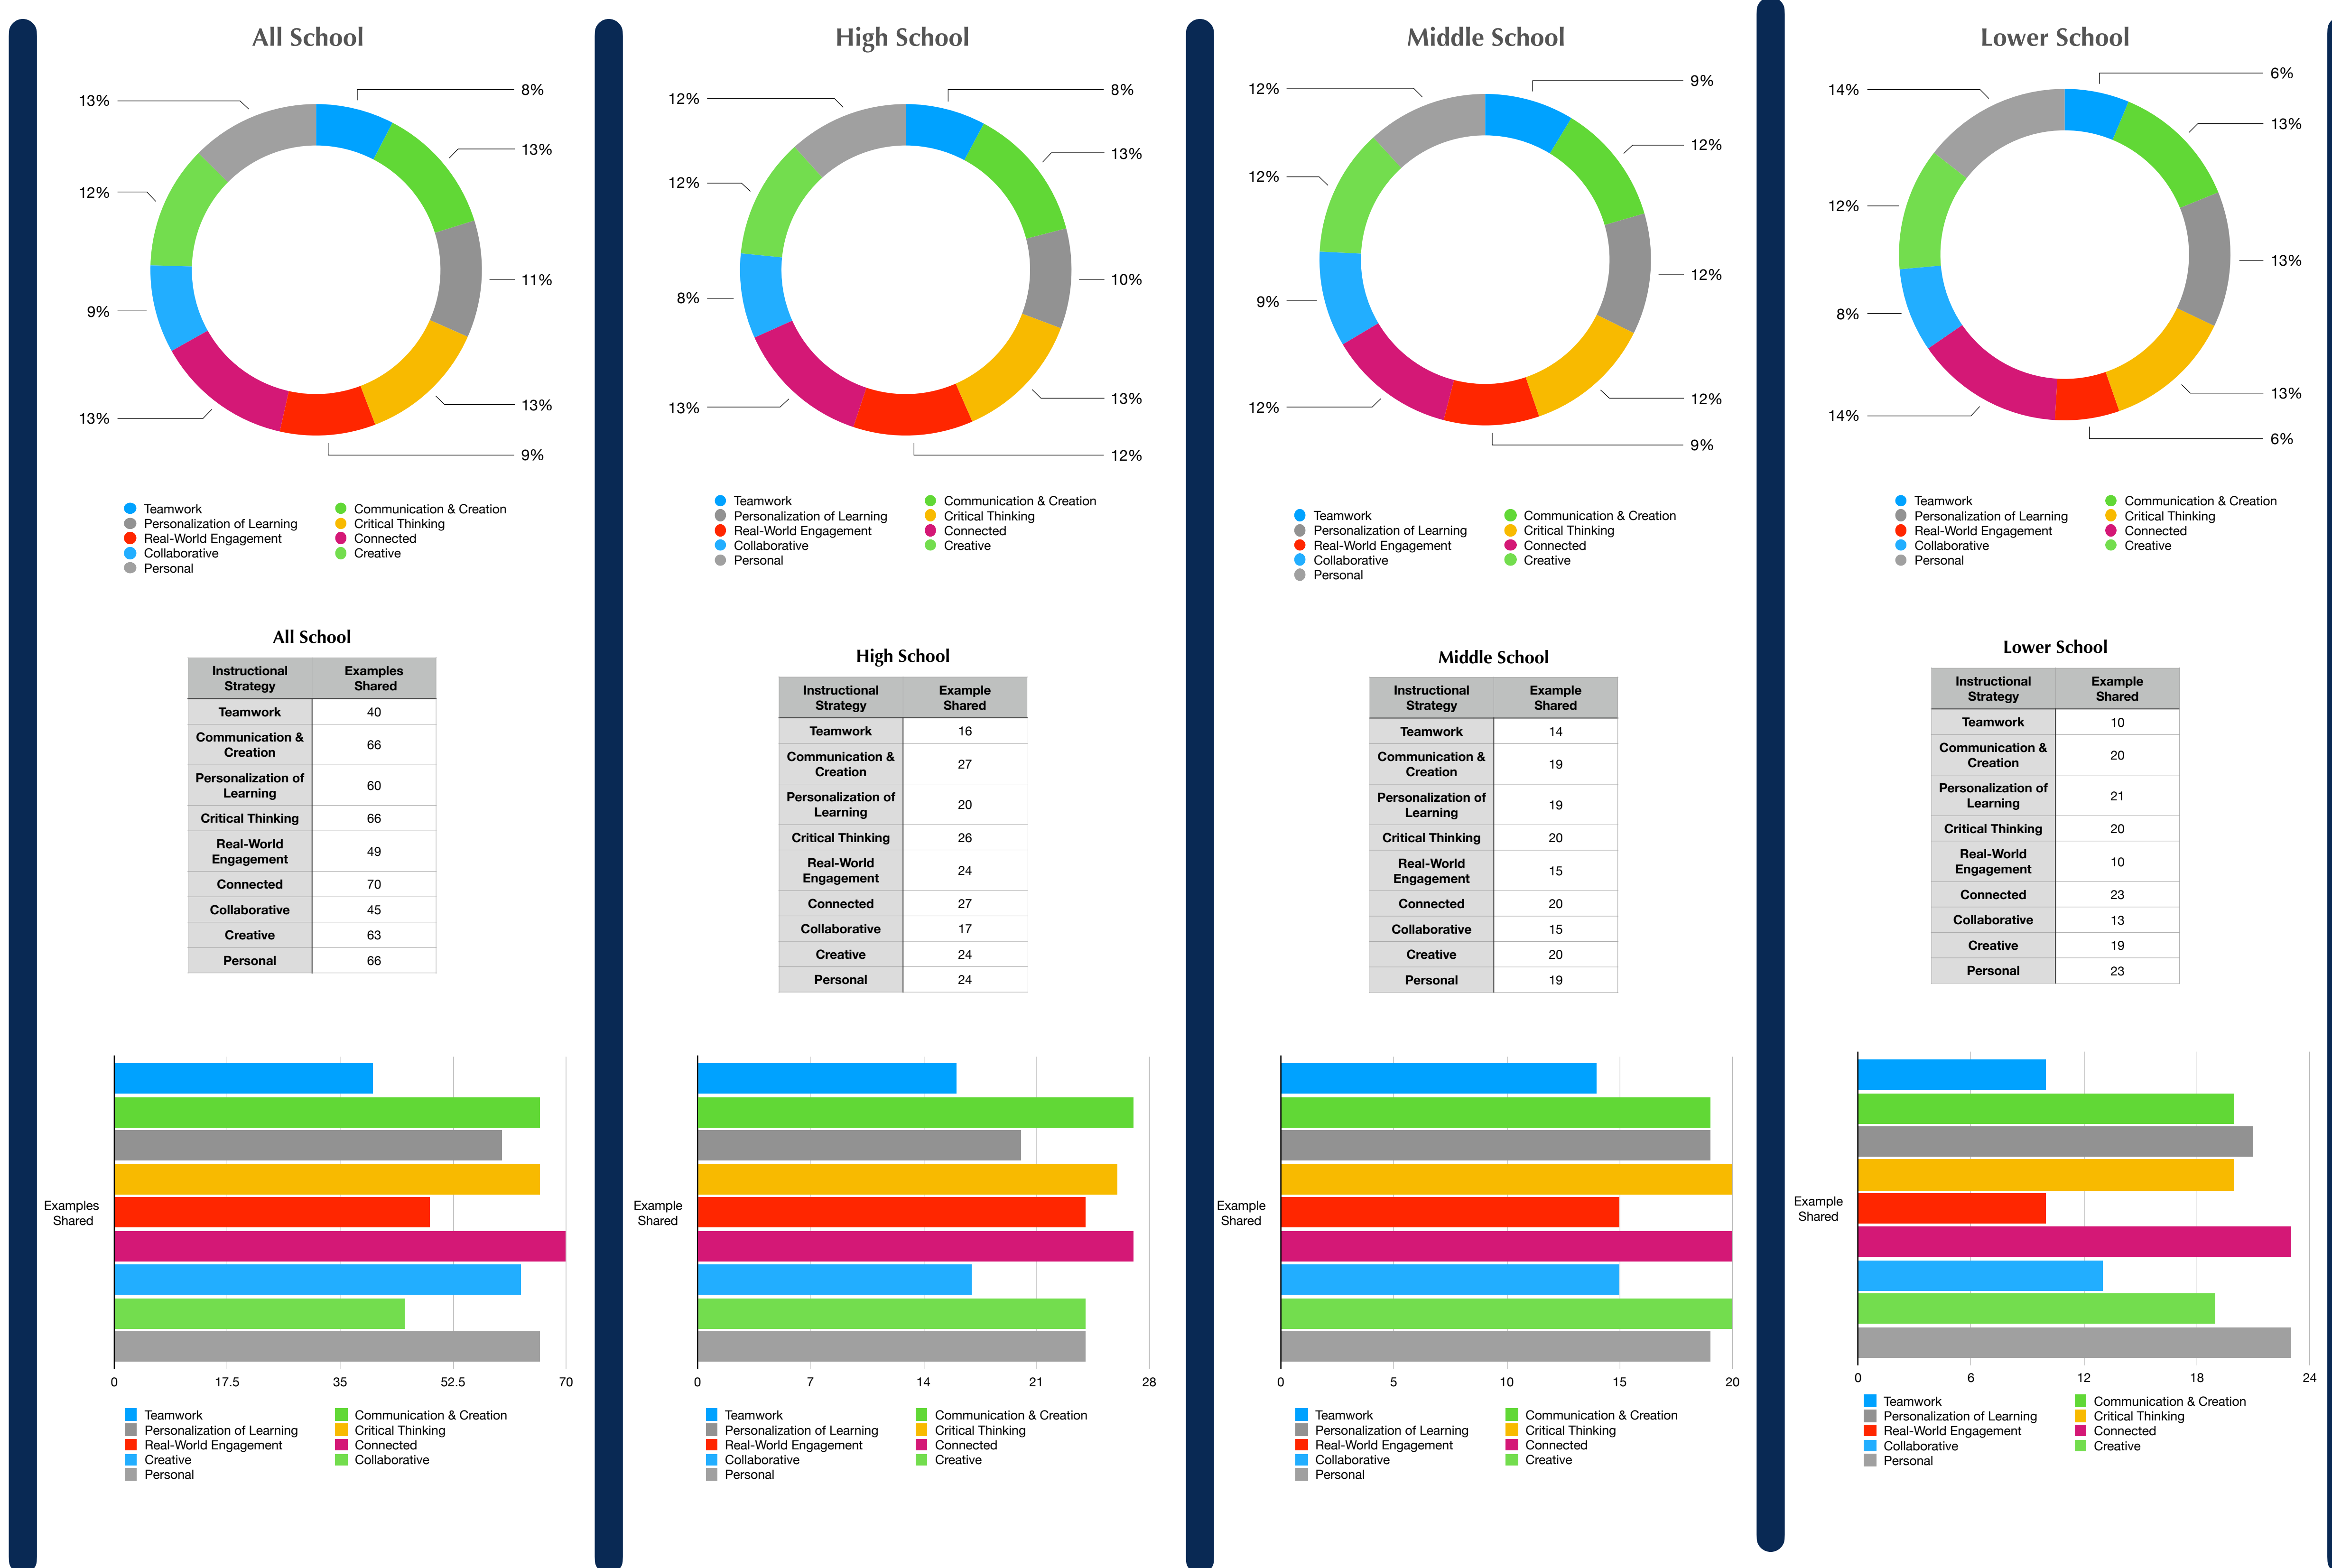 All School
13%
8%
13%
12%
11%
9%
13%
13%
9%
Teamwork
Communication & Creation
Personalization of Learning
Critical Thinking
Real-World Engagement
Connected
Collaborative
Creative
Personal
All School
Instructional Strategy
Examples Shared
Teamwork 40
Communication & Creation 66
Personalization of Learning 60
Critical Thinking 66
Real-World Engagement 49
Connected 70
Collaborative 45
Creative 63
Personal 66
Examples
Shared
0 17.5 35 52.5 70
Teamwork
Communication & Creation
Personalization of Learning
Critical Thinking
Real-World Engagement
Connected
Creative
Collaborative
Personal
High School
12%
8%
13%
12%
10%
8%
13%
13%
12%
Teamwork
Communication & Creation
Personalization of Learning
Critical Thinking
Real-World Engagement
Connected
Collaborative
Creative
Personal
High School
Instructional Strategy
Example Shared
Teamwork 16
Communication & Creation 27
Personalization of Learning 20
Critical Thinking 26
Real-World Engagement 24
Connected 27
Collaborative 17
Creative 24
Personal 24
Example
Shared
0 7 14 21 28
Teamwork
Communication & Creation
Personalization of Learning
Critical Thinking
Real-World Engagement
Connected
Collaborative
Creative
Personal
Middle School
12%
9%
12%
12%
12%
9%
12%
12%
9%
Teamwork
Communication & Creation
Personalization of Learning
Critical Thinking
Real-World Engagement
Connected
Collaborative
Creative
Personal
Middle School
Instructional Strategy
Example Shared
Teamwork 14
Communication & Creation 19
Personalization of Learning 19
Critical Thinking 20
Real-World Engagement 15
Connected 20
Collaborative 15
Creative 20
Personal 19
Example
Shared
0 5 10 15 20
Teamwork
Communication & Creation
Personalization of Learning
Critical Thinking
Real-World Engagement
Connected
Collaborative
Creative
Personal
Lower School
6%
14%
13%
12%
13%
8%
13%
14%
6%
Teamwork
Communication & Creation
Personalization of Learning
Critical Thinking
Real-World Engagement
Connected
Collaborative
Creative
Personal
Lower School
Instructional Strategy
Example Shared
Teamwork 10
Communication & Creation 20
Personalization of Learning 21
Critical Thinking 20
Real-World Engagement 10
Connected 23
Collaborative 13
Creative 19
Personal 23
Example
Shared
0 6 12 18 24
Teamwork
Communication & Creation
Personalization of Learning
Critical Thinking
Real-World Engagement
Connected
Collaborative
Creative
Personal